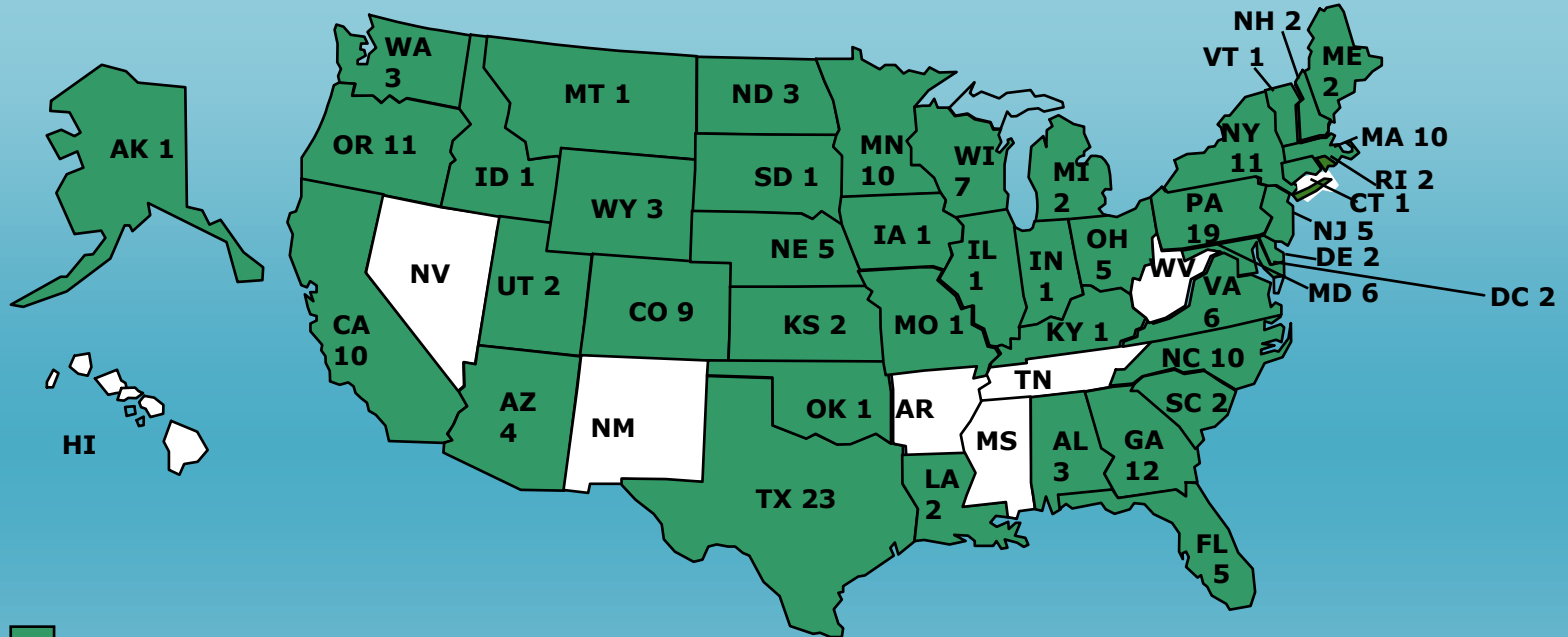 NH 2
VT 1
WA
3
ME
2
MT 1
ND 3
AK 1
OR 11
MN
10
WI
7
NY
11
MA 10
ID 1
SD 1
MI
2
RI 2
CT 1
WY 3
PA
19
NJ 5
NE 5
IA 1
IL
1
IN
1
OH
5
DE 2
WV
MD 6
DC 2
NV
UT 2
CO 9
KS 2
MO 1
KY 1
VA
6
CA
10
NC 10
TN
AZ
4
NM
OK 1
AR
SC 2
HI
MS
AL
3
GA
12
TX 23
LA
2
FL
5